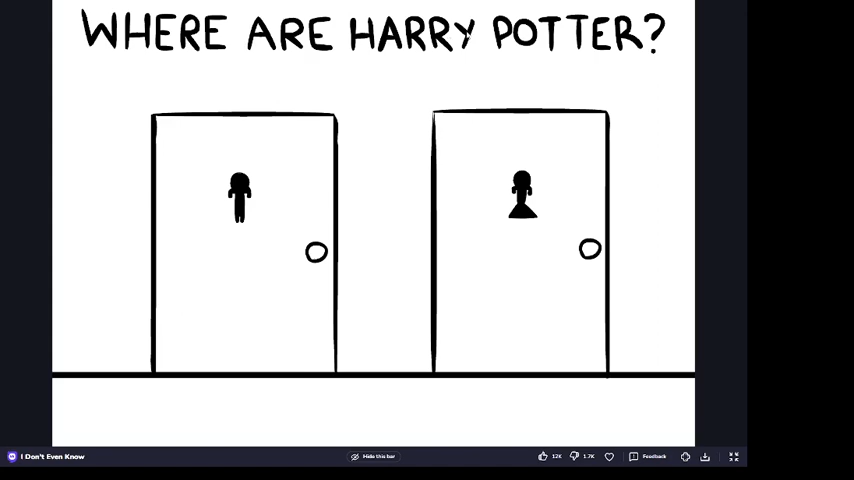 WHERE ARE HARRY POTTER?
I Don't Even Know
Hide this bar
12K
1.7K
Feedback